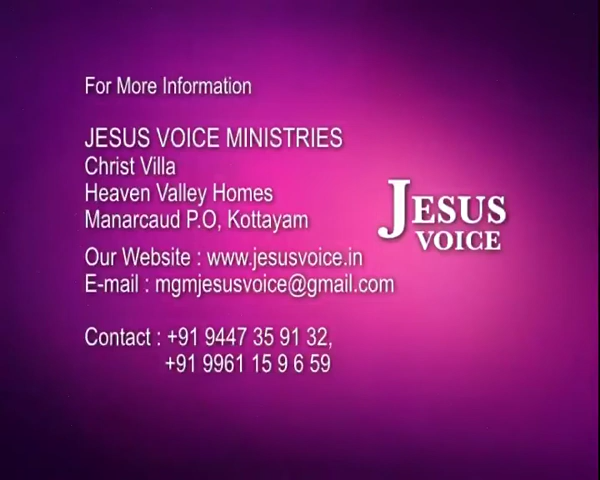 For More Information
JESUS VOICE MINISTRIES
Christ Villa
Heaven Valley Homes
Manarcaud P.O, Kottayam
JESUS
VOICE
Our Website : www.jesusvoice.in
E-mail : mgmjesusvoice@gmail.com
Contact : +91 9447 35 91 32,
+91 9961 15 9 6 59